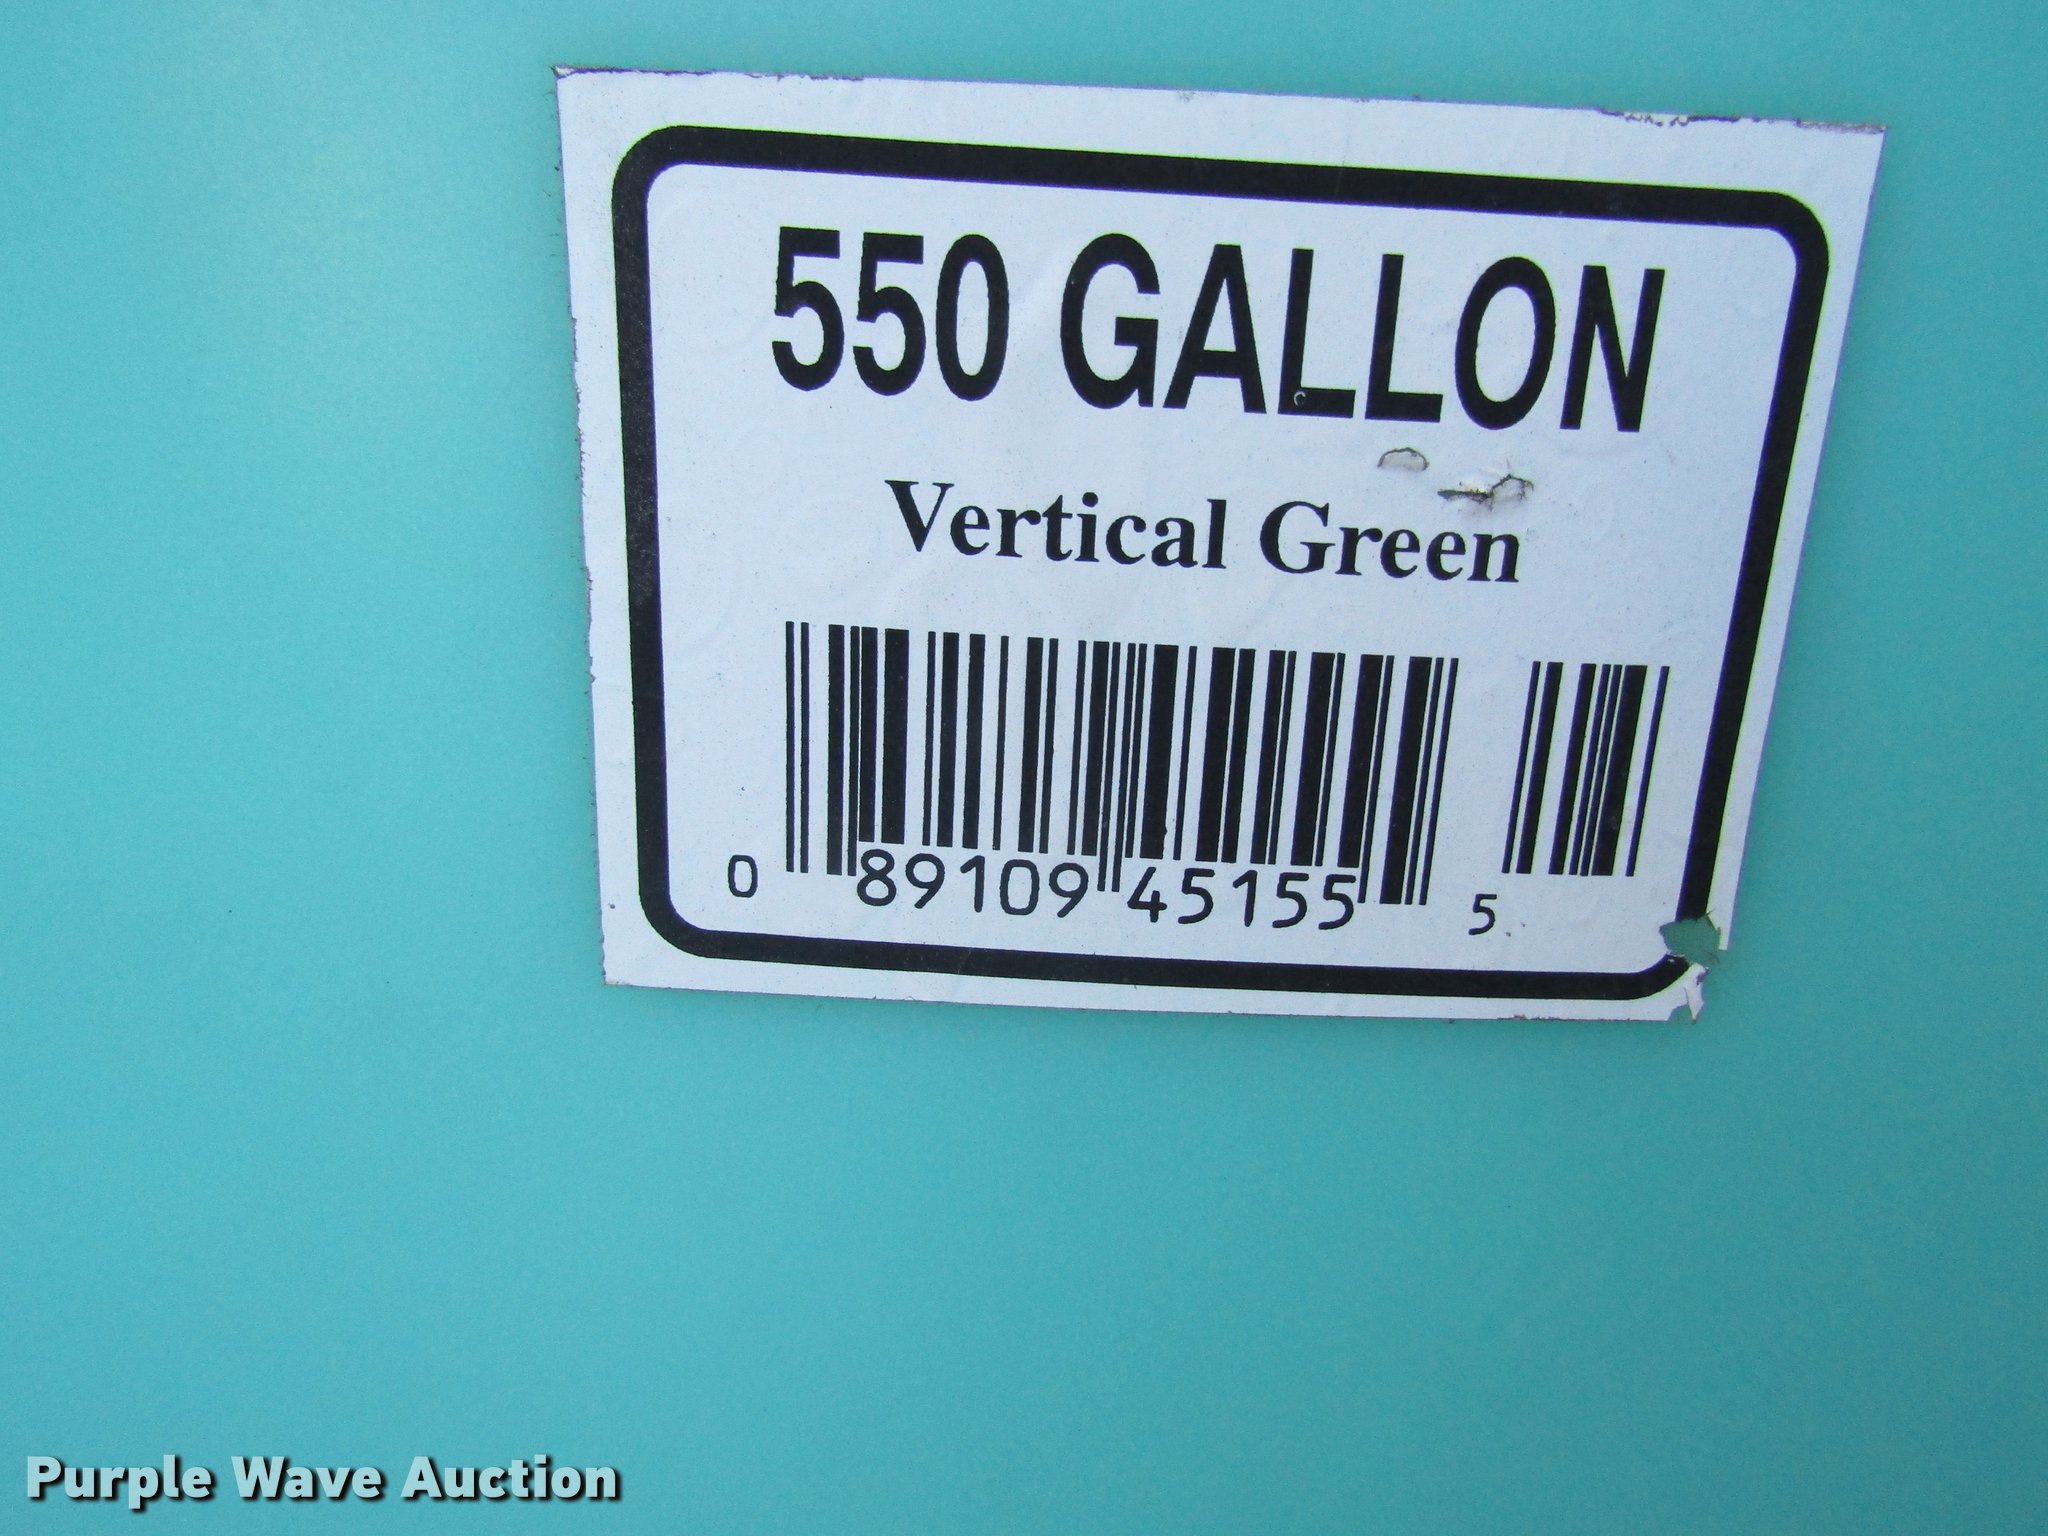 550 GALLON
Vertical Green
0 89109 45155 5
Purple Wave Auction